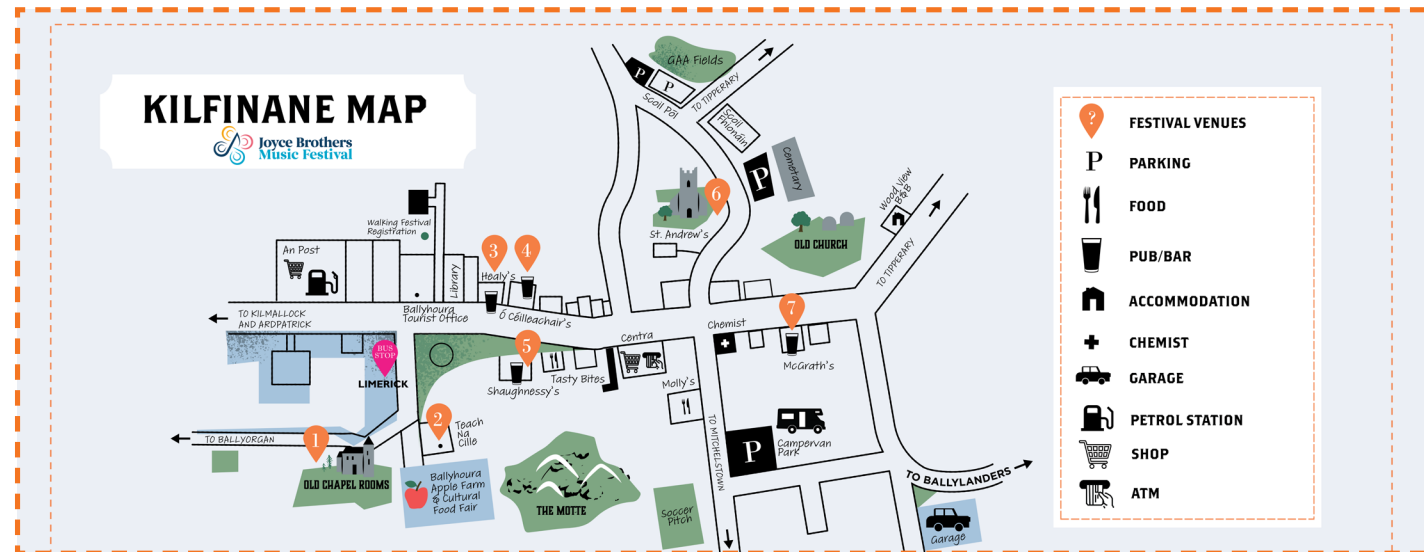 KILFINANE MAP
Joyce Brothers
Music Festival
GAA Fields
P
P
Scoil Pól
TO TIPPERARY
Scoil
Fhionáin
P
Cemetary
6
St. Andrew's
OLD CHURCH
Wood View
B&B
TO TIPPERARY
Walking Festival
Registration
An Post
Library
3
Healy's
4
Ó Céilleachair's
Ballyhoura
Tourist Office
TO KILMALLOCK
AND ARDPATRICK
BUS
STOP
LIMERICK
5
Shaughnessy's
Tasty Bites
Centra
Molly's
Chemist
7
McGrath's
TO MITCHELSTOWN
P
Campervan
Park
TO BALLYLANDERS
Garage
Soccer
Pitch
THE MOTTE
2
Teach
Na
Cille
Ballyhoura
Apple Farm
& Cultural
Food Fair
TO BALLYORGAN
1
OLD CHAPEL ROOMS
?
FESTIVAL VENUES
P
PARKING
FOOD
PUB/BAR
ACCOMMODATION
CHEMIST
GARAGE
PETROL STATION
SHOP
ATM